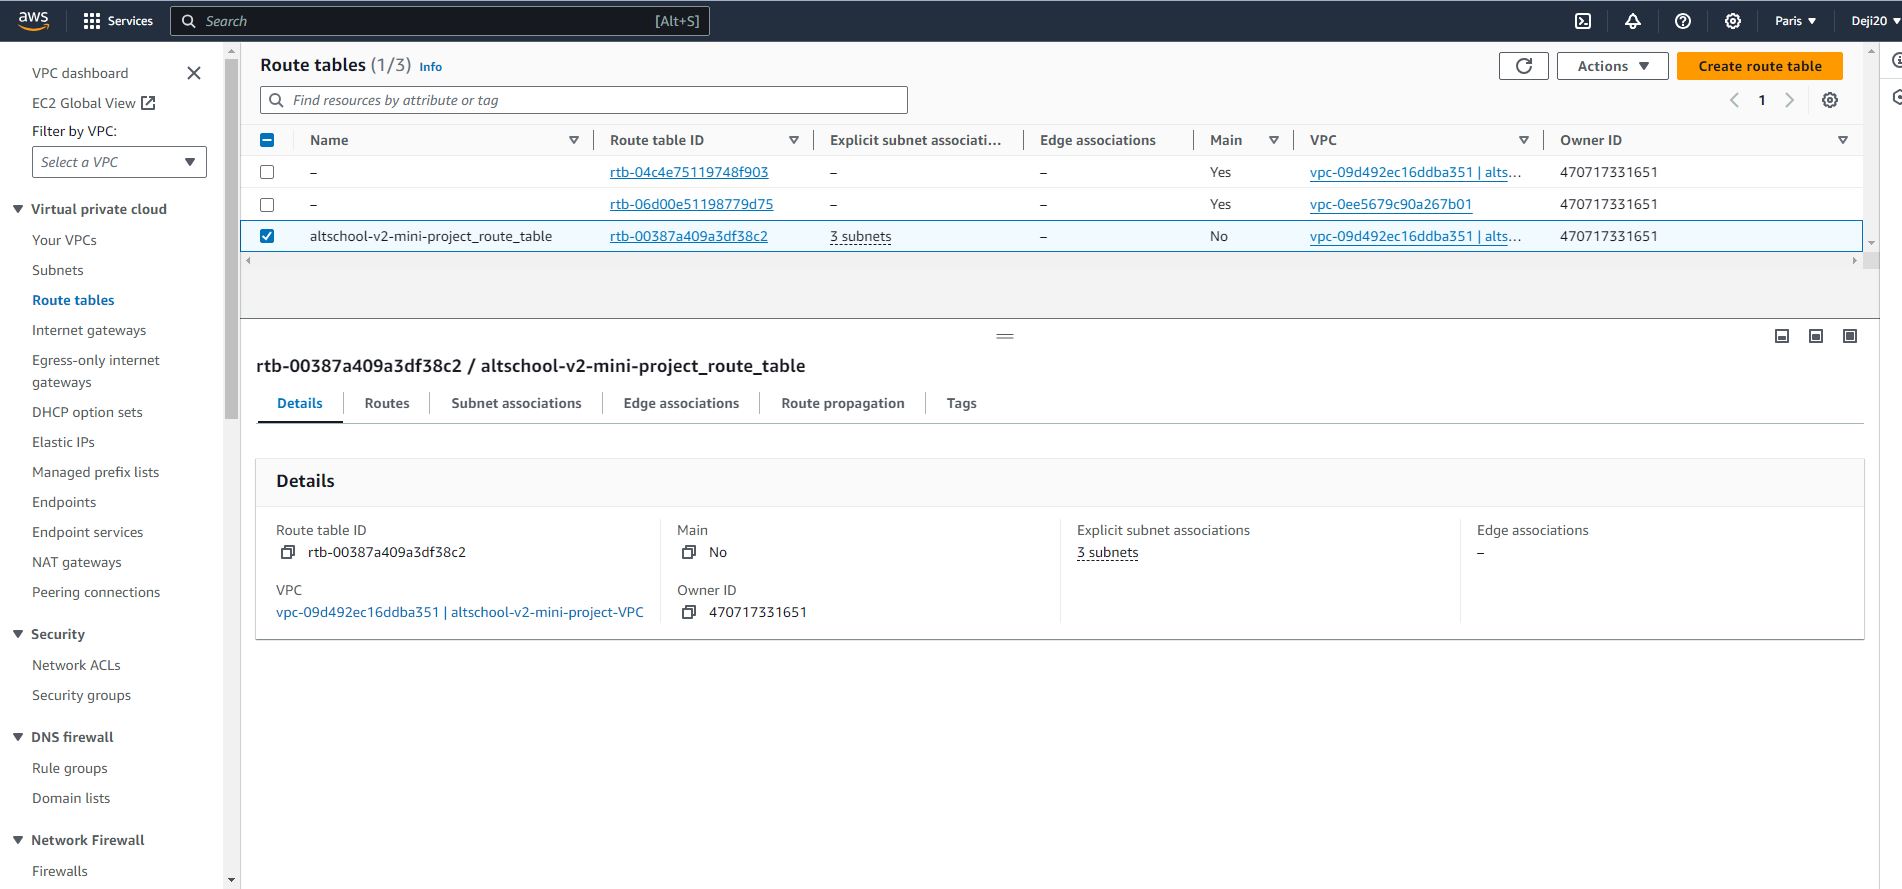 aws Services Search [Alt+S] Paris Deji20
VPC dashboard
EC2 Global View
Filter by VPC:
Select a VPC
Virtual private cloud
Your VPCs
Subnets
Route tables
Internet gateways
Egress-only internet
gateways
DHCP option sets
Elastic IPs
Managed prefix lists
Endpoints
Endpoint services
NAT gateways
Peering connections
Security
Network ACLs
Security groups
DNS firewall
Rule groups
Domain lists
Network Firewall
Firewalls
Route tables (1/3) Info Actions Create route table
Find resources by attribute or tag 1
Name Route table ID Explicit subnet associati... Edge associations Main VPC Owner ID
– rtb-04c4e75119748f903 – – Yes vpc-09d492ec16ddba351 | alts... 470717331651
– rtb-06d00e51198779d75 – – Yes vpc-0ee5679c90a267b01 470717331651
altschool-v2-mini-project_route_table rtb-00387a409a3df38c2 3 subnets – No vpc-09d492ec16ddba351 | alts... 470717331651
rtb-00387a409a3df38c2 / altschool-v2-mini-project_route_table
Details Routes Subnet associations Edge associations Route propagation Tags
Details
Route table ID Main Explicit subnet associations Edge associations
rtb-00387a409a3df38c2 No 3 subnets –
VPC Owner ID
vpc-09d492ec16ddba351 | altschool-v2-mini-project-VPC 470717331651